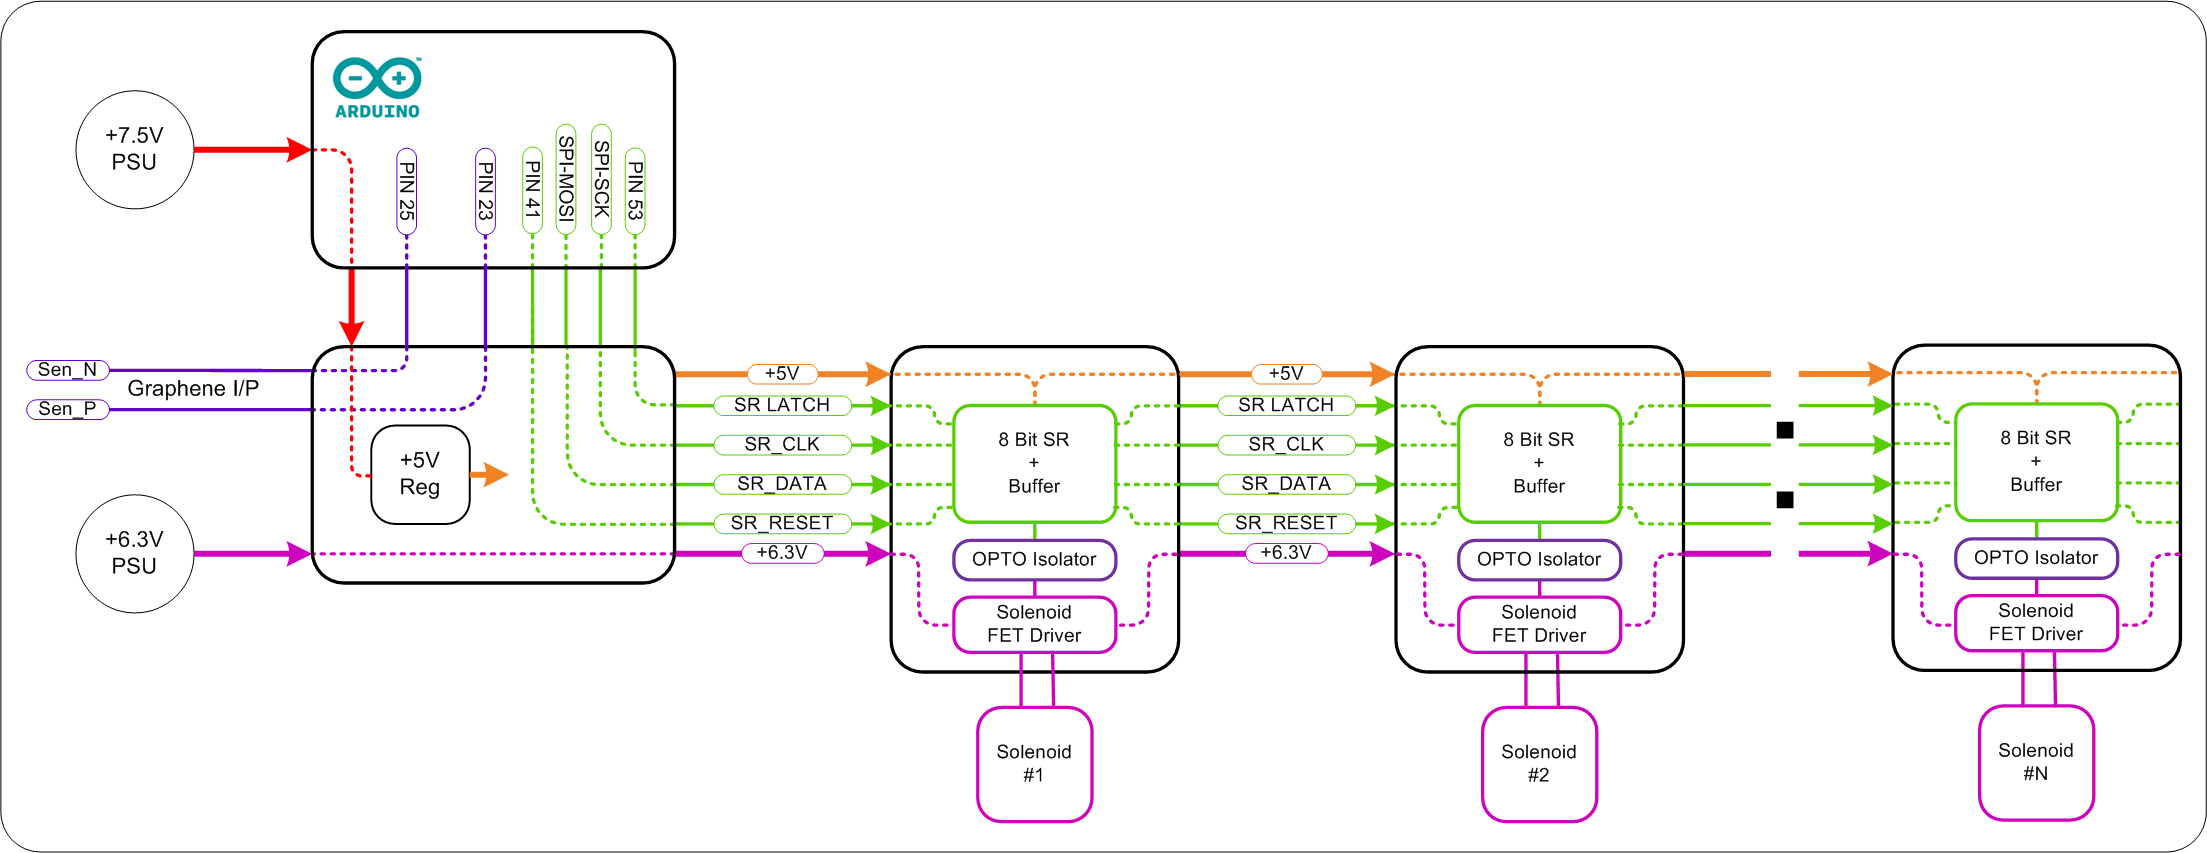 ARDUINO
TM
+7.5V
PSU
PIN 25
PIN 23
PIN 41
SPI-MOSI
SPI-SCK
PIN 53
Sen_N
Graphene I/P
Sen_P
+5V
Reg
+6.3V
PSU
+5V
SR LATCH
SR_CLK
SR_DATA
SR_RESET
+6.3V
8 Bit SR
+
Buffer
OPTO Isolator
Solenoid
FET Driver
Solenoid
#1
+5V
SR LATCH
SR_CLK
SR_DATA
SR_RESET
+6.3V
8 Bit SR
+
Buffer
OPTO Isolator
Solenoid
FET Driver
Solenoid
#2
8 Bit SR
+
Buffer
OPTO Isolator
Solenoid
FET Driver
Solenoid
#N